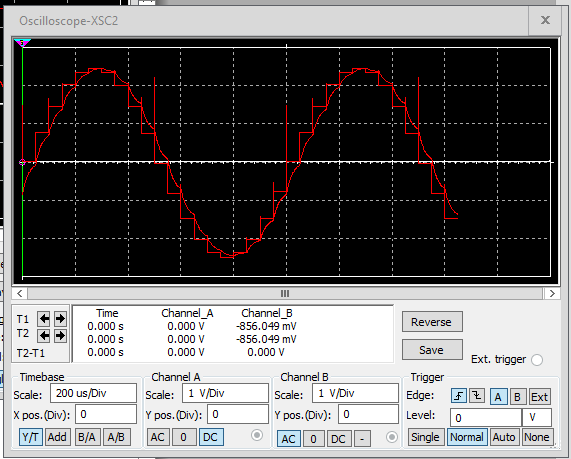 Oscilloscope-XSC2
X
Time Channel_A Channel_B
T1 0.000 s 0.000 V -856.049 mV
T2 0.000 s 0.000 V -856.049 mV
T2-T1 0.000 s 0.000 V 0.000 V
Reverse
Save
Ext. trigger
Timebase Channel A Channel B Trigger
Scale: 200 us/Div Scale: 1 V/Div Scale: 1 V/Div Edge: A B Ext
X pos.(Div): 0 Y pos.(Div): 0 Y pos.(Div): 0 Level: 0 V
Y/T Add B/A A/B AC 0 DC AC 0 DC - Single Normal Auto None